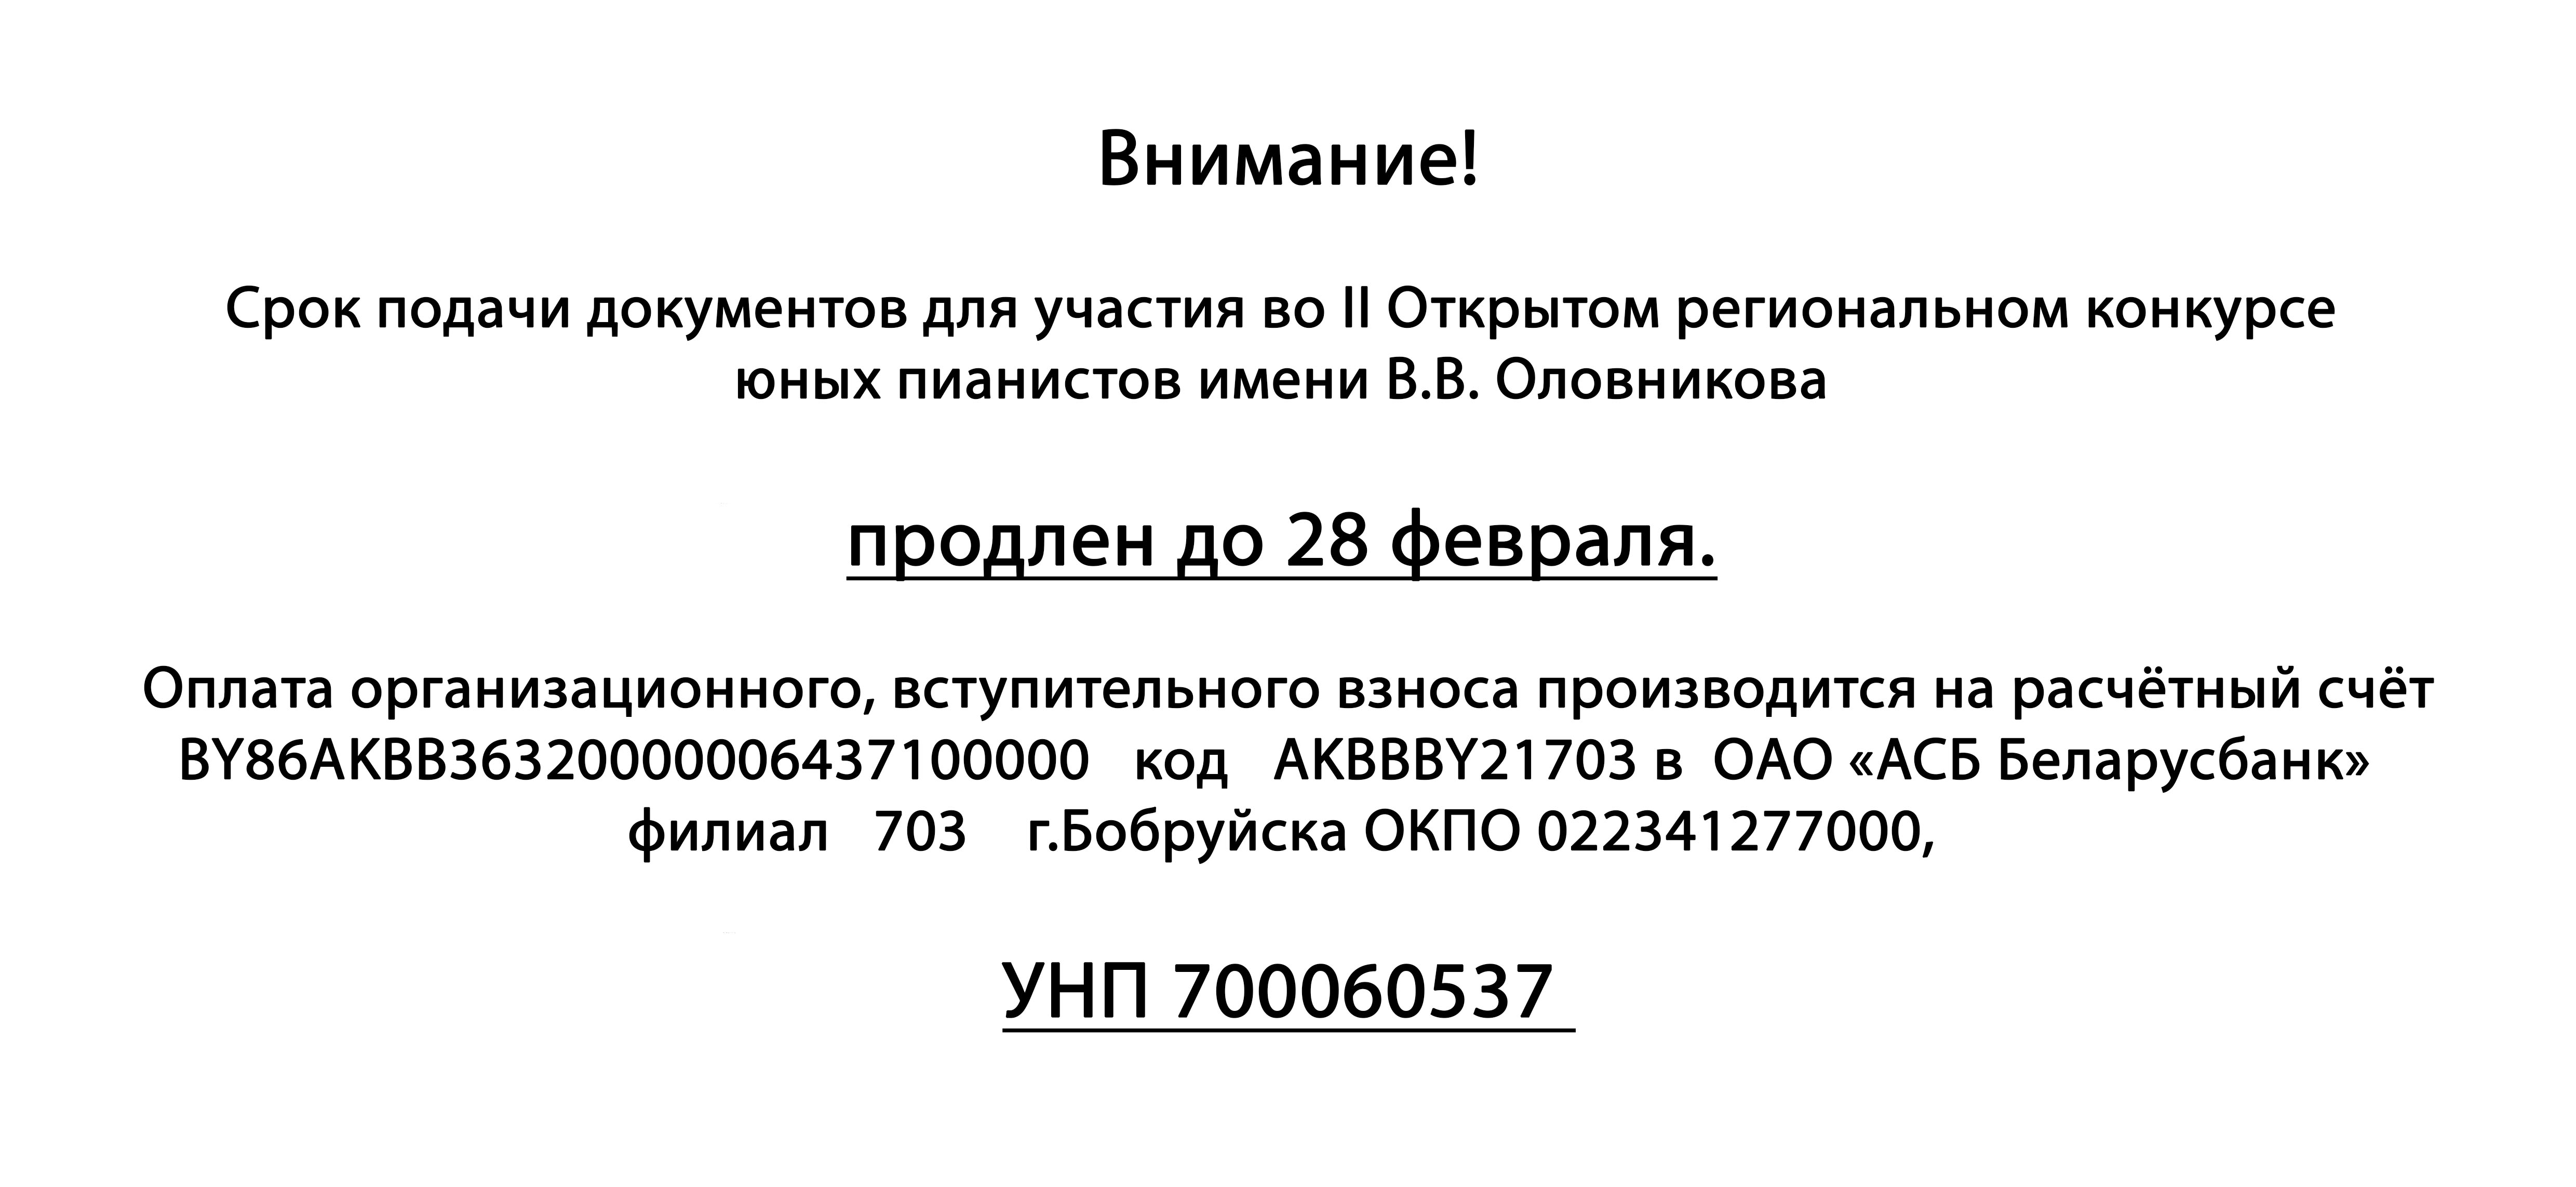 Внимание!
Срок подачи документов для участия во II Открытом региональном конкурсе
юных пианистов имени В.В. Оловникова
продлен до 28 февраля.
Оплата организационного, вступительного взноса производится на расчётный счёт
BY86AKBB36320000006437100000 код AKBBBY21703 в ОАО «АСБ Беларусбанк»
филиал 703 г.Бобруйска ОКПО 022341277000,
УНП 700060537